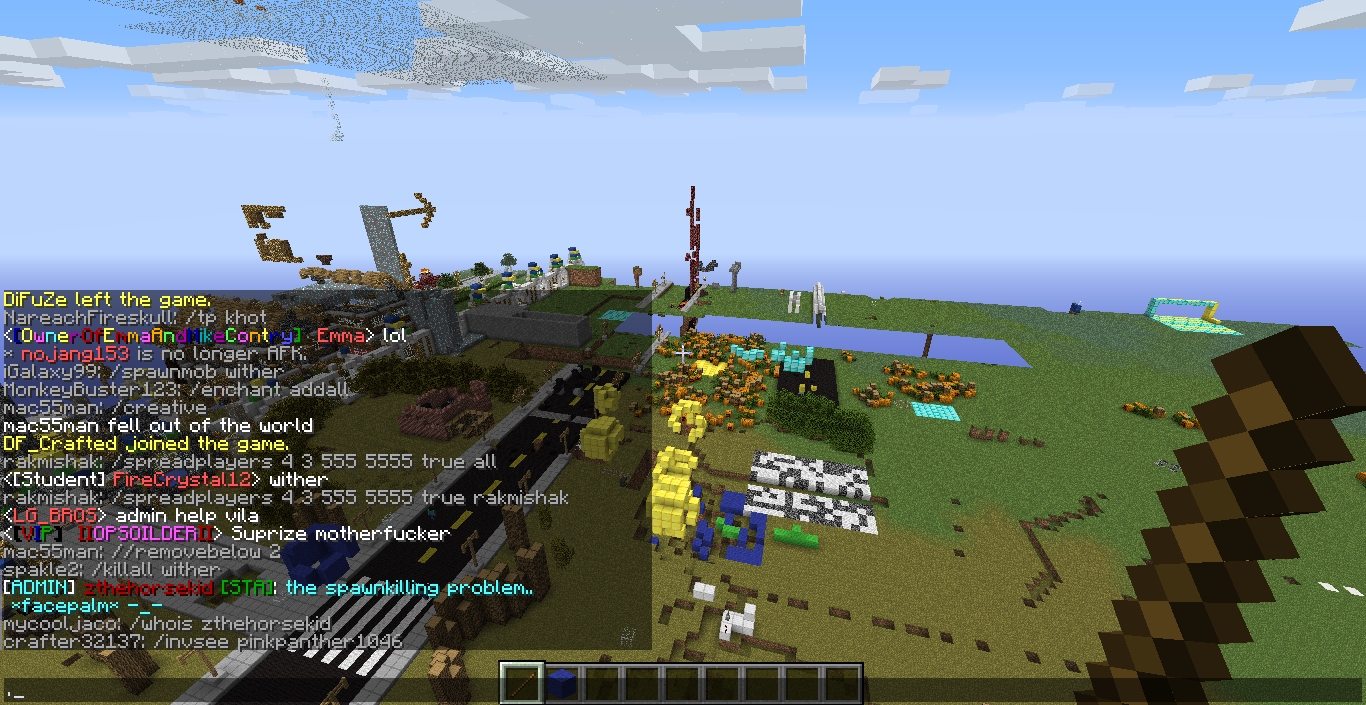 DiFuZe left the game.
NareachFireskull: /tp khot
<[OwnerOfEmmaAndMikeContry] Emma> lol
* nojang153 is no longer AFK.
iGalaxy99: /spawnmob wither
MonkeyBuster123: /enchant addall
mac55man: /creative
mac55man fell out of the world
DF_Crafted joined the game.
rakmishak: /spreadplayers 4 3 555 5555 true all
<[Student] FireCrystal12> wither
rakmishak: /spreadplayers 4 3 555 5555 true rakmishak
<LG_BROS> admin help vila
<[VIP] IIOPSOILDERII> Suprize motherfucker
mac55man: //removebelow 2
spakle2: /killall wither
[ADMIN] zthehorsekid [STA]: the spawnkilling problem..
*facepalm* -_-
mycooljaco: /whois zthehorsekid
crafter32137: /invsee pinkpanther1046
'_